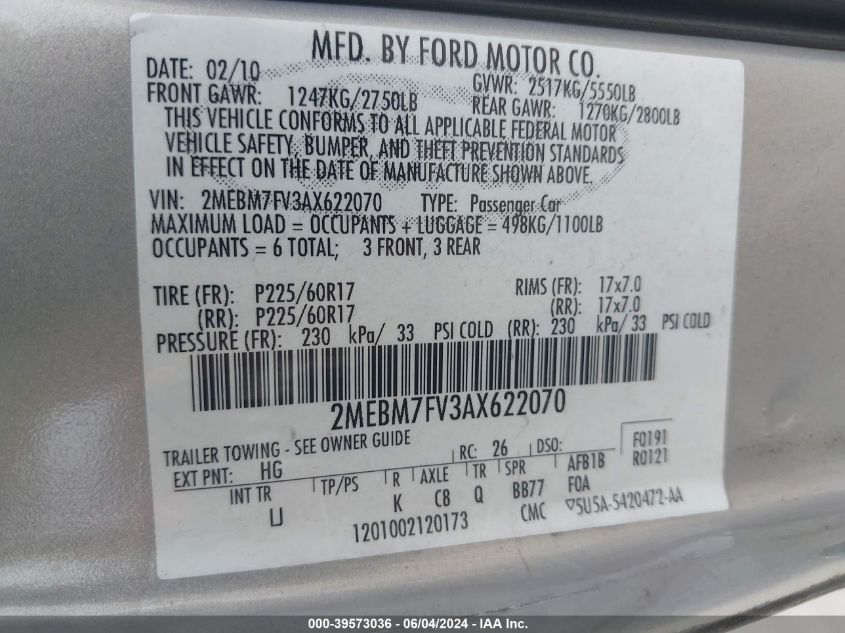 MFD. BY FORD MOTOR CO.
DATE: 02/10 GVWR: 2517KG/5550LB
FRONT GAWR: 1247KG/2750LB REAR GAWR: 1270KG/2800LB
THIS VEHICLE CONFORMS TO ALL APPLICABLE FEDERAL MOTOR
VEHICLE SAFETY, BUMPER, AND THEFT PREVENTION STANDARDS
IN EFFECT ON THE DATE OF MANUFACTURE SHOWN ABOVE.
VIN: 2MEBM7FV3AX622070 TYPE: Passenger Car
MAXIMUM LOAD = OCCUPANTS + LUGGAGE = 498KG/1100LB
OCCUPANTS = 6 TOTAL; 3 FRONT, 3 REAR
TIRE (FR): P225/60R17 RIMS (FR): 17x7.0
(RR): P225/60R17 (RR): 17x7.0
PRESSURE (FR): 230 kPa/ 33 PSI COLD (RR): 230 kPa/ 33 PSI COLD
2MEBM7FV3AX622070
TRAILER TOWING - SEE OWNER GUIDE
EXT PNT: HG RC: 26 DSO: F0191
R0121
INT TR TP/PS R AXLE TR SPR AFB1B
U K C8 Q BB77 FOA
1201002120173 CMC ▽5U5A-5420472-AA
000-39573036 - 06/04/2024 - IAAI.COM